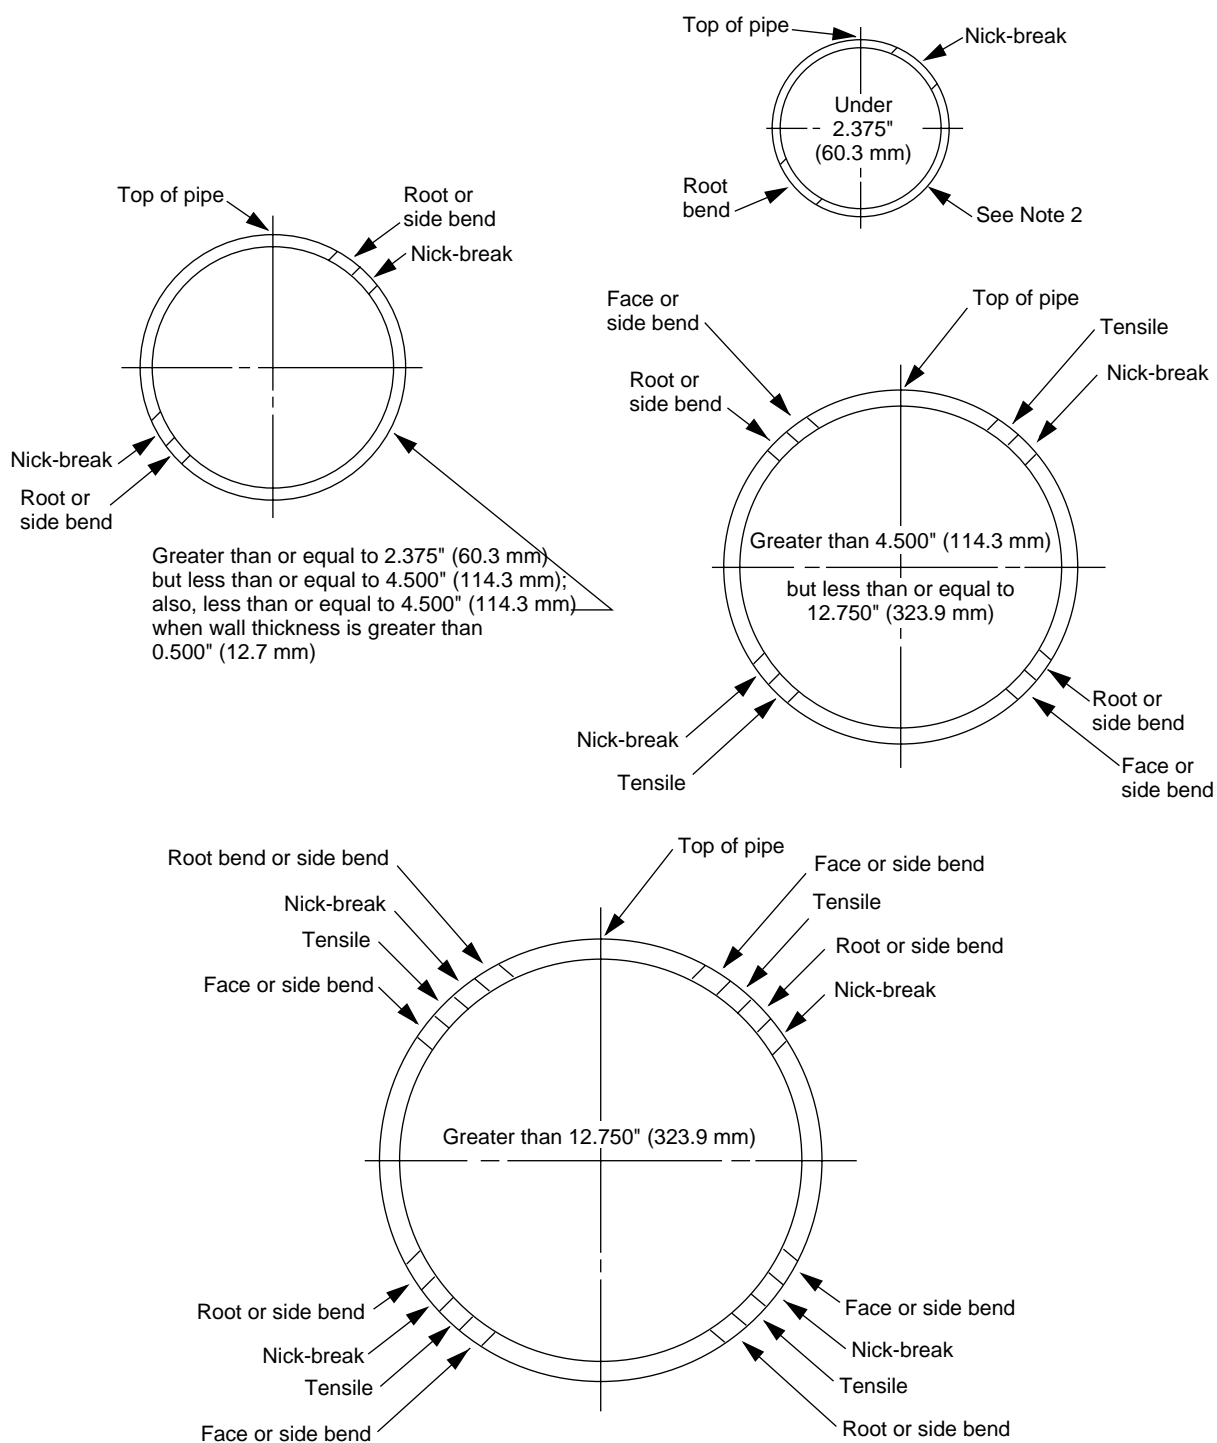 Top of pipe
Nick-break
Under
2.375"
(60.3 mm)
Root
bend
See Note 2
Top of pipe
Root or
side bend
Nick-break
Nick-break
Root or
side bend
Greater than or equal to 2.375" (60.3 mm)
but less than or equal to 4.500" (114.3 mm);
also, less than or equal to 4.500" (114.3 mm)
when wall thickness is greater than
0.500" (12.7 mm)
Face or
side bend
Top of pipe
Tensile
Root or
side bend
Nick-break
Greater than 4.500" (114.3 mm)
but less than or equal to
12.750" (323.9 mm)
Nick-break
Tensile
Root or
side bend
Face or
side bend
Root bend or side bend
Nick-break
Tensile
Face or side bend
Top of pipe
Face or side bend
Tensile
Root or side bend
Nick-break
Greater than 12.750" (323.9 mm)
Root or side bend
Nick-break
Tensile
Face or side bend
Face or side bend
Nick-break
Tensile
Root or side bend